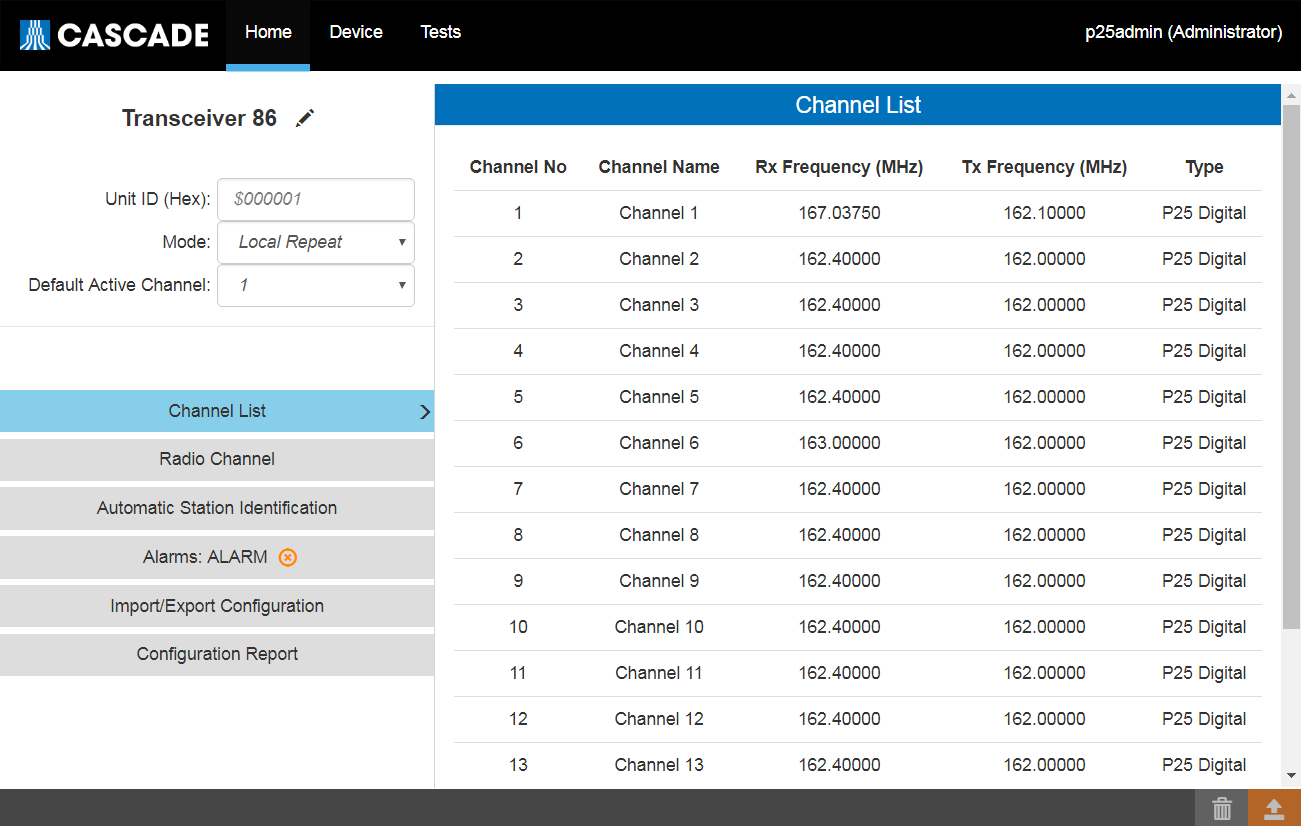 CASCADE Home Device Tests p25admin (Administrator)
Transceiver 86
Unit ID (Hex): $000001
Mode: Local Repeat
Default Active Channel: 1
Channel List
Radio Channel
Automatic Station Identification
Alarms: ALARM
Import/Export Configuration
Configuration Report
Channel List
Channel No Channel Name Rx Frequency (MHz) Tx Frequency (MHz) Type
1 Channel 1 167.03750 162.10000 P25 Digital
2 Channel 2 162.40000 162.00000 P25 Digital
3 Channel 3 162.40000 162.00000 P25 Digital
4 Channel 4 162.40000 162.00000 P25 Digital
5 Channel 5 162.40000 162.00000 P25 Digital
6 Channel 6 163.00000 162.00000 P25 Digital
7 Channel 7 162.40000 162.00000 P25 Digital
8 Channel 8 162.40000 162.00000 P25 Digital
9 Channel 9 162.40000 162.00000 P25 Digital
10 Channel 10 162.40000 162.00000 P25 Digital
11 Channel 11 162.40000 162.00000 P25 Digital
12 Channel 12 162.40000 162.00000 P25 Digital
13 Channel 13 162.40000 162.00000 P25 Digital